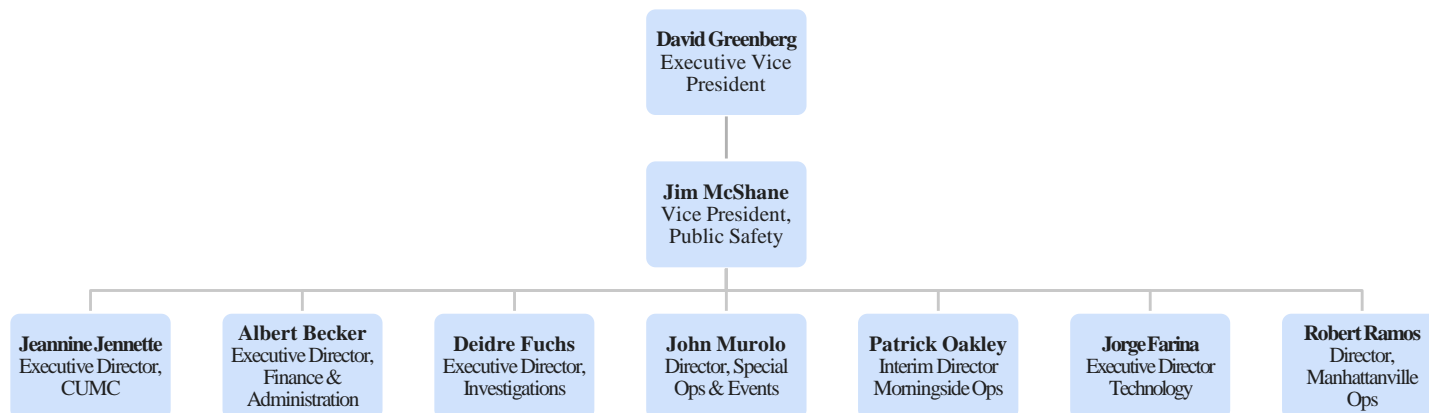 David Greenberg
Executive Vice
President
Jim McShane
Vice President,
Public Safety
Jeannine Jennette
Executive Director,
CUMC
Albert Becker
Executive Director,
Finance &
Administration
Deidre Fuchs
Executive Director,
Investigations
John Murolo
Director, Special
Ops & Events
Patrick Oakley
Interim Director
Morningside Ops
Jorge Farina
Executive Director
Technology
Robert Ramos
Director,
Manhattanville
Ops